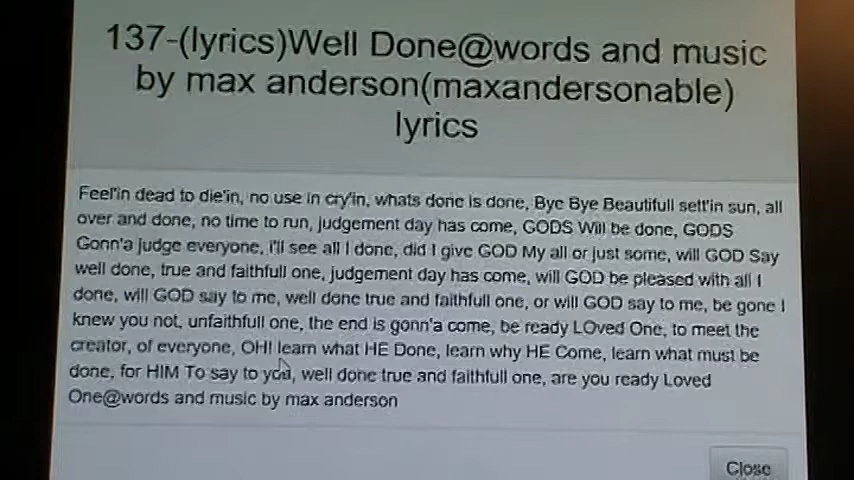 137-(lyrics)Well Done@words and music
by max anderson(maxandersonable)
lyrics
Feel'in dead to die'in, no use in cry'in, whats done is done, Bye Bye Beautifull sett'in sun, all
over and done, no time to run, judgement day has come, GODS Will be done, GODS
Gonn'a judge everyone, i'll see all I done, did I give GOD My all or just some, will GOD Say
well done, true and faithfull one, judgement day has come, will GOD be pleased with all I
done, will GOD say to me, well done true and faithfull one, or will GOD say to me, be gone I
knew you not, unfaithfull one, the end is gonn'a come, be ready LOved One, to meet the
creator, of everyone, OH! learn what HE Done, learn why HE Come, learn what must be
done, for HIM To say to you, well done true and faithfull one, are you ready Loved
One@words and music by max anderson
Close